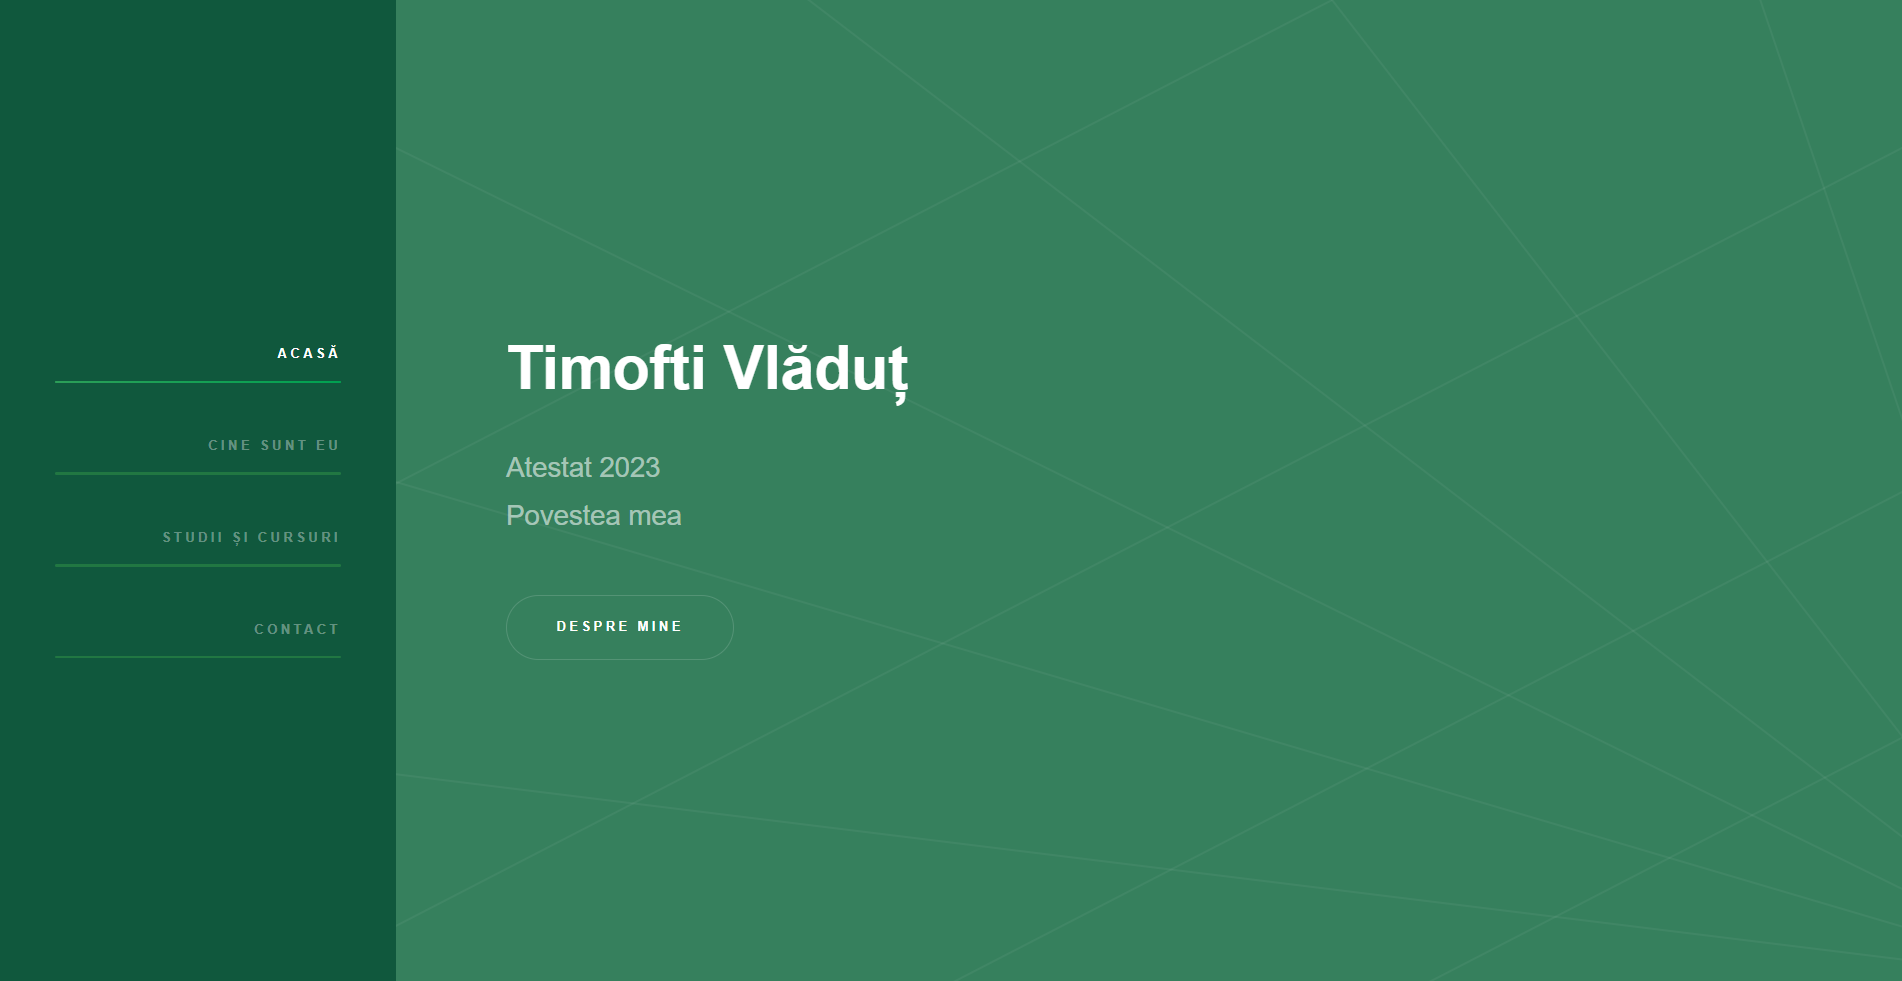 ACASĂ
CINE SUNT EU
STUDII ȘI CURSURI
CONTACT
Timofti Vlăduț
Atestat 2023
Povestea mea
DESPRE MINE